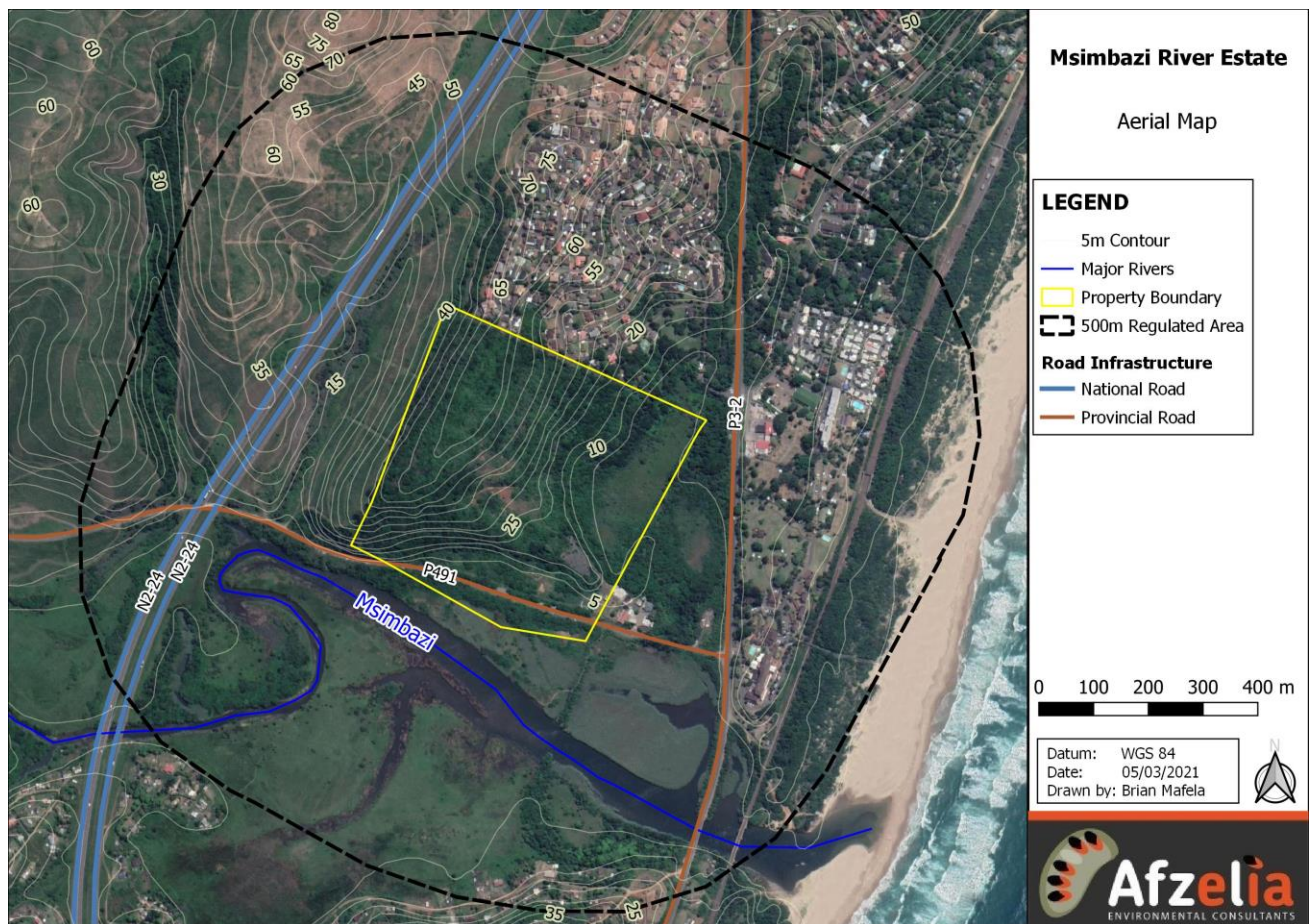 Msimbazi River Estate
Aerial Map
LEGEND
5m Contour
Major Rivers
Property Boundary
500m Regulated Area
Road Infrastructure
National Road
Provincial Road
0 100 200 300 400 m
N
Datum: WGS 84
Date: 05/03/2021
Drawn by: Brian Mafela
Afzelia
ENVIRONMENTAL CONSULTANTS
80
75
65
70
60
60
50
45
50
55
60
60
30
75
70
60
60
55
65
40
20
35
15
P3-2
10
25
N2-24
N2-24
P491
5
Msimbazi
35
25